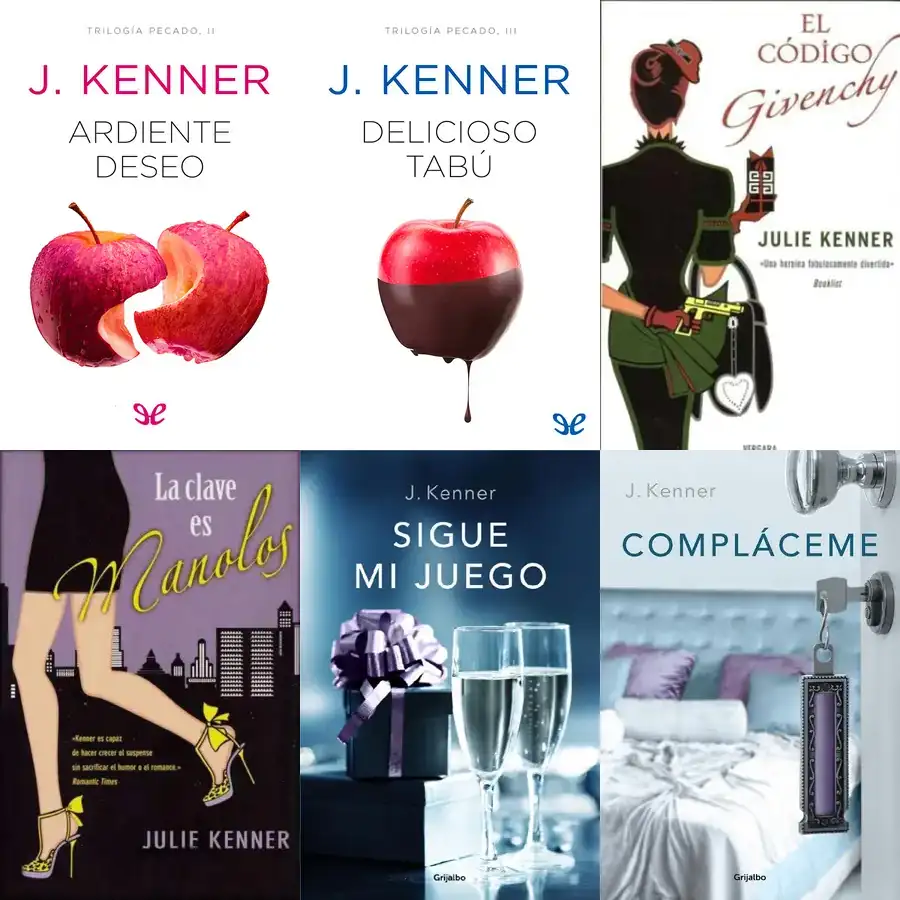 TRILOGÍA PECADO, II
J. KENNER
ARDIENTE
DESEO
TRILOGÍA PECADO, III
J. KENNER
DELICIOSO
TABÚ
EL
CÓDIGO
Givenchy
JULIE KENNER
«Una heroína fabulosamente divertida»
Booklist
VERGARA
La clave
es
Manolos
«Kenner es capaz
de hacer crecer el suspense
sin sacrificar el humor o el romance.»
Romantic Times
JULIE KENNER
J. Kenner
SIGUE
MI JUEGO
Grijalbo
J. Kenner
COMPLÁCEME
Grijalbo